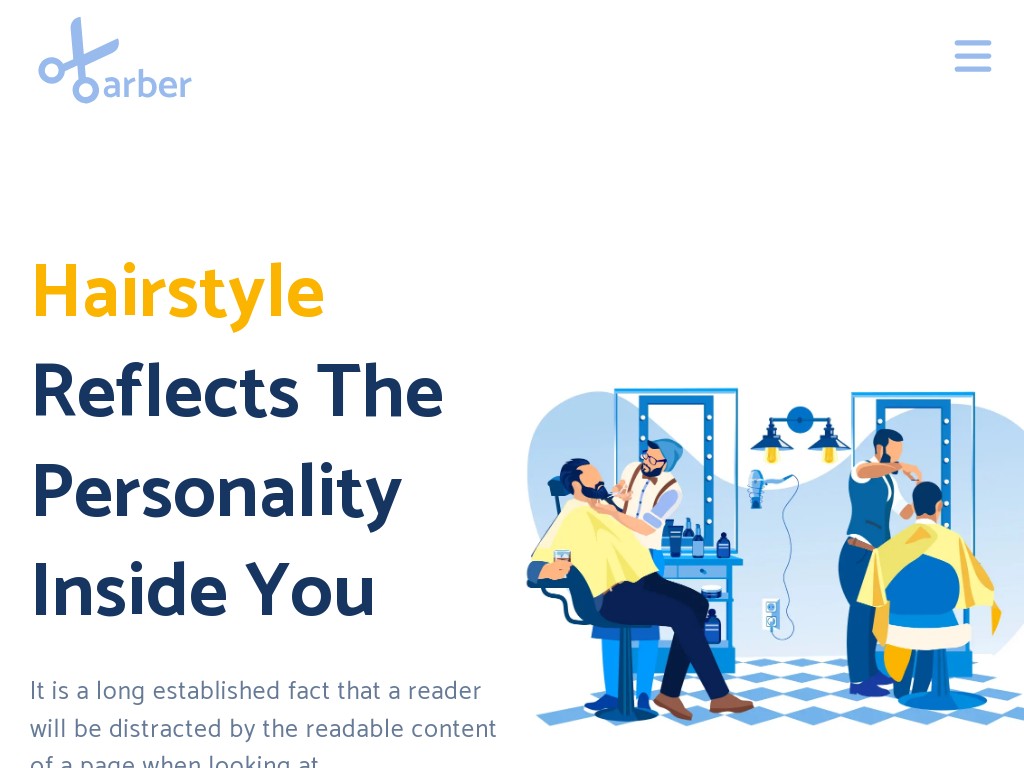 arber
Hairstyle
Reflects The
Personality
Inside You
It is a long established fact that a reader
will be distracted by the readable content
of a page when looking at